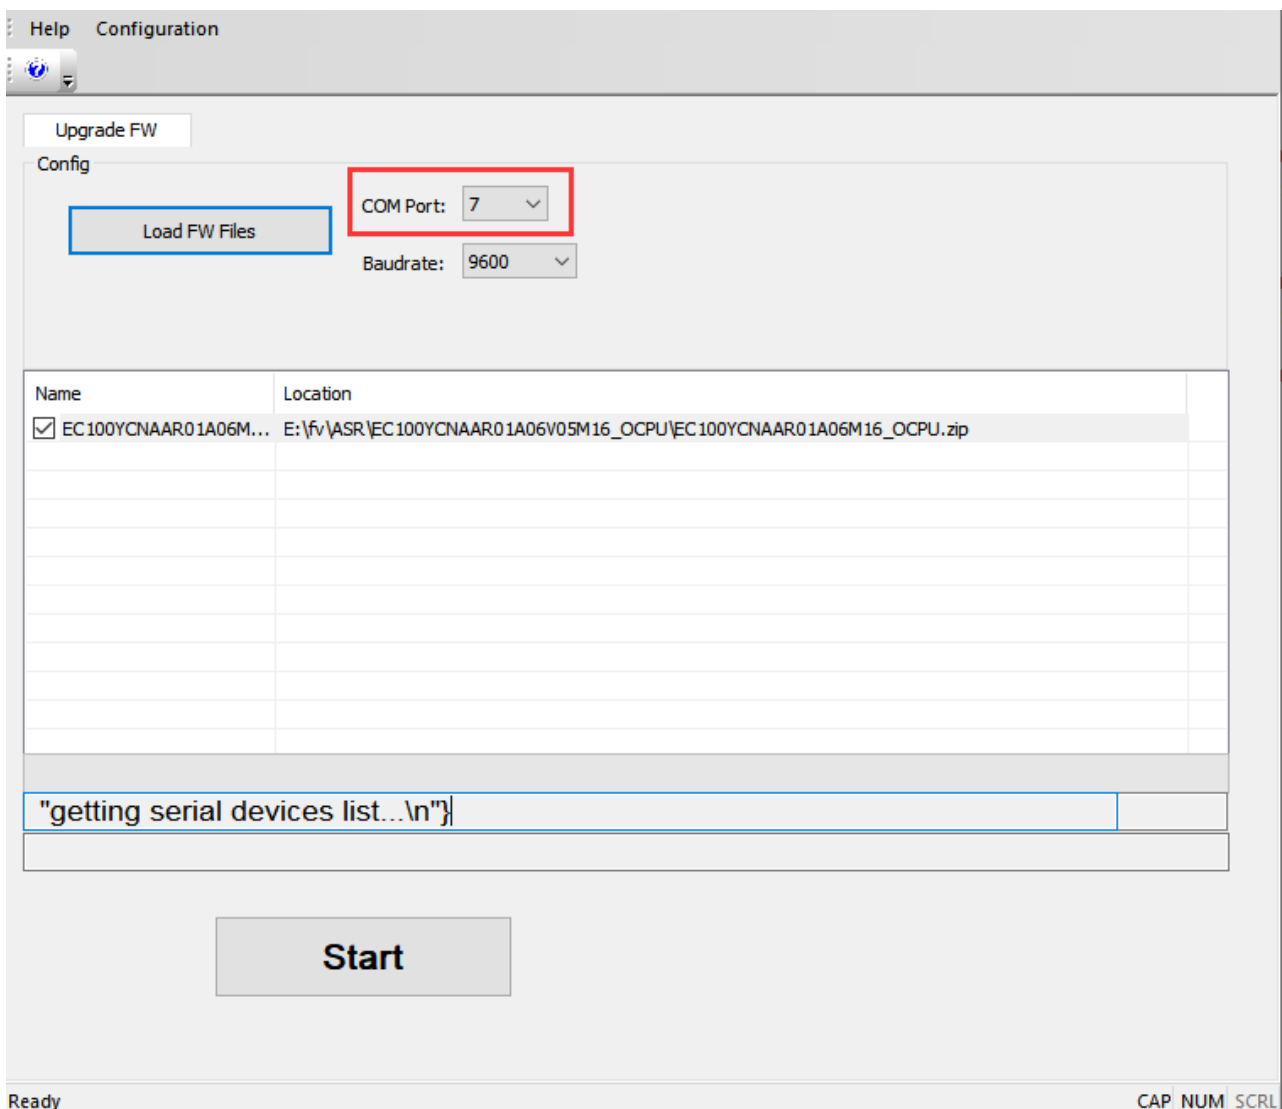 Help Configuration
Upgrade FW
Config
COM Port: 7
Load FW Files
Baudrate: 9600
Name Location
EC100YCNAAR01A06M... E:\fv\ASR\EC100YCNAAR01A06V05M16_OCPU\EC100YCNAAR01A06M16_OCPU.zip
"getting serial devices list...\n"}
Start
Ready CAP NUM SCRL